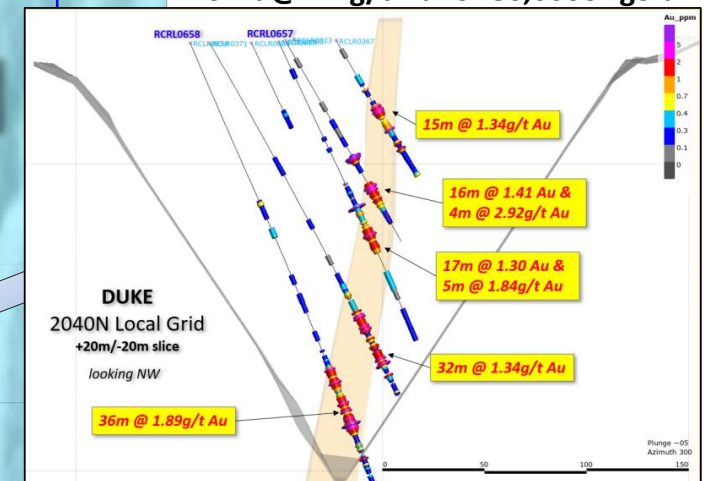 RCRL0658
RCRL0657
RCLR0371
RCLR0367
Au_ppm
5
2
1
0.7
0.4
0.3
0.1
0
15m @ 1.34g/t Au
16m @ 1.41 Au &
4m @ 2.92g/t Au
17m @ 1.30 Au &
5m @ 1.84g/t Au
DUKE
2040N Local Grid
+20m/-20m slice
looking NW
32m @ 1.34g/t Au
36m @ 1.89g/t Au
Plunge −05
Azimuth 300
0
50
100
150